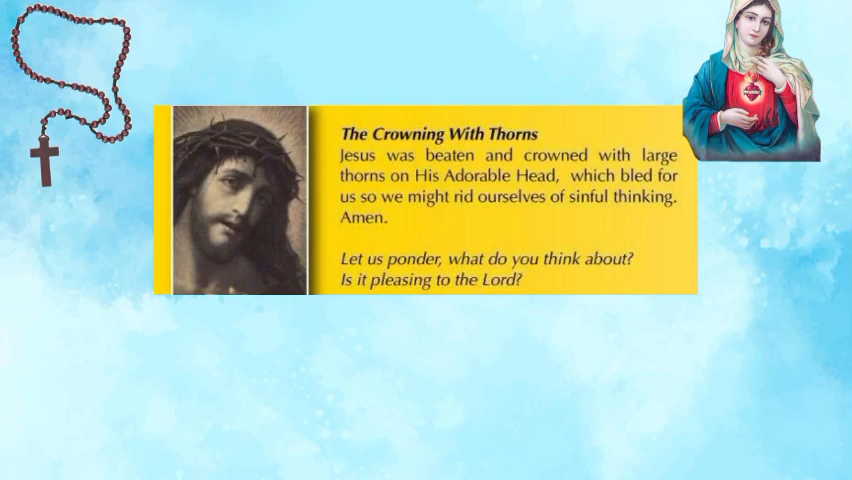 The Crowning With Thorns
Jesus was beaten and crowned with large
thorns on His Adorable Head, which bled for
us so we might rid ourselves of sinful thinking.
Amen.
Let us ponder, what do you think about?
Is it pleasing to the Lord?